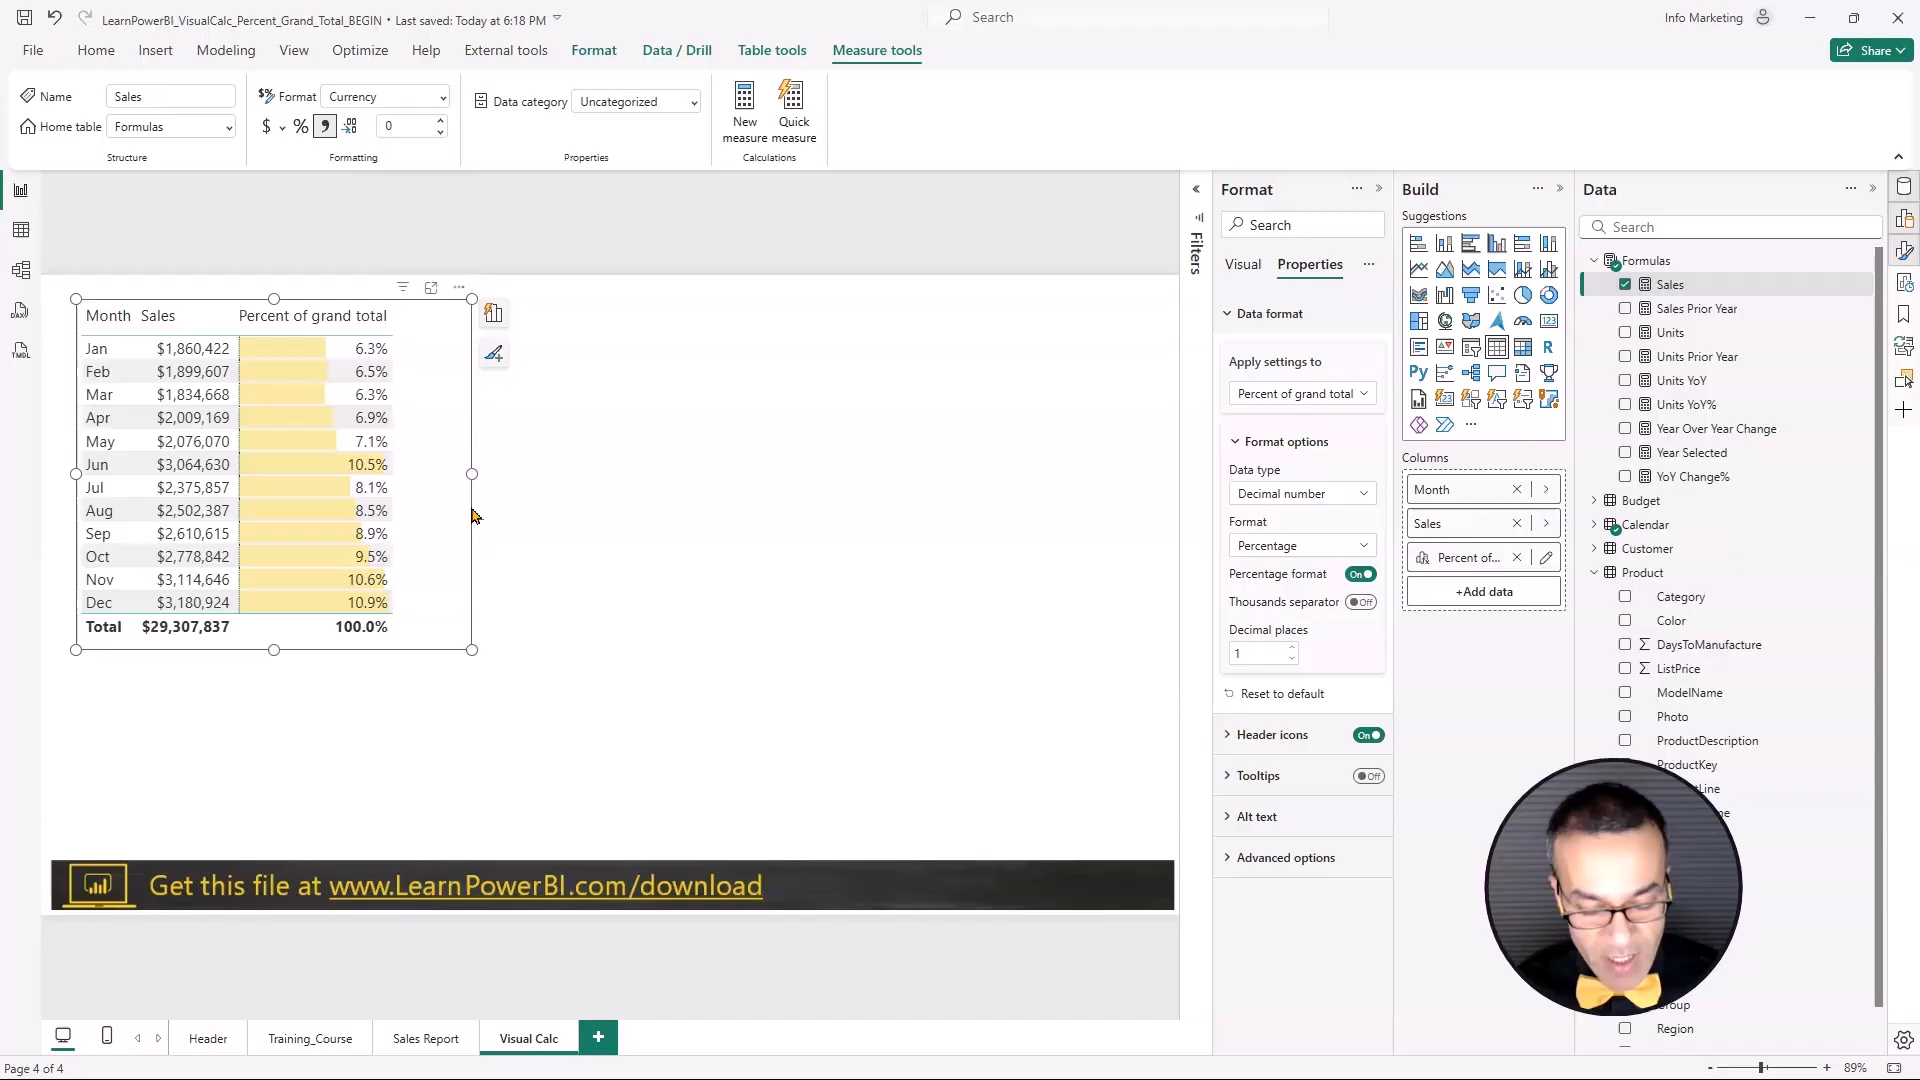 LearnPowerBI_VisualCalc_Percent_Grand_Total_BEGIN • Last saved: Today at 6:18 PM
Search
Info Marketing
File Home Insert Modeling View Optimize Help External tools Format Data / Drill Table tools Measure tools
Share
Name Sales
Format Currency
Data category Uncategorized
Home table Formulas
$ % , 0
New measure
Quick measure
Structure Formatting Properties Calculations
Filters
Month Sales Percent of grand total
Jan $1,860,422 6.3%
Feb $1,899,607 6.5%
Mar $1,834,668 6.3%
Apr $2,009,169 6.9%
May $2,076,070 7.1%
Jun $3,064,630 10.5%
Jul $2,375,857 8.1%
Aug $2,502,387 8.5%
Sep $2,610,615 8.9%
Oct $2,778,842 9.5%
Nov $3,114,646 10.6%
Dec $3,180,924 10.9%
Total $29,307,837 100.0%
Get this file at www.LearnPowerBI.com/download
Format
Search
Visual Properties
Data format
Apply settings to
Percent of grand total
Format options
Data type
Decimal number
Format
Percentage
Percentage format On
Thousands separator Off
Decimal places
1
Reset to default
Header icons On
Tooltips Off
Alt text
Advanced options
Build
Suggestions
R
Py
123
Columns
Month
Sales
Percent of...
+Add data
Data
Search
Formulas
Sales
Sales Prior Year
Units
Units Prior Year
Units YoY
Units YoY%
Year Over Year Change
Year Selected
YoY Change%
Budget
Calendar
Customer
Product
Category
Color
DaysToManufacture
ListPrice
ModelName
Photo
ProductDescription
ProductKey
Region
DAX
TMDL
Header Training_Course Sales Report Visual Calc +
Page 4 of 4
- + 89%